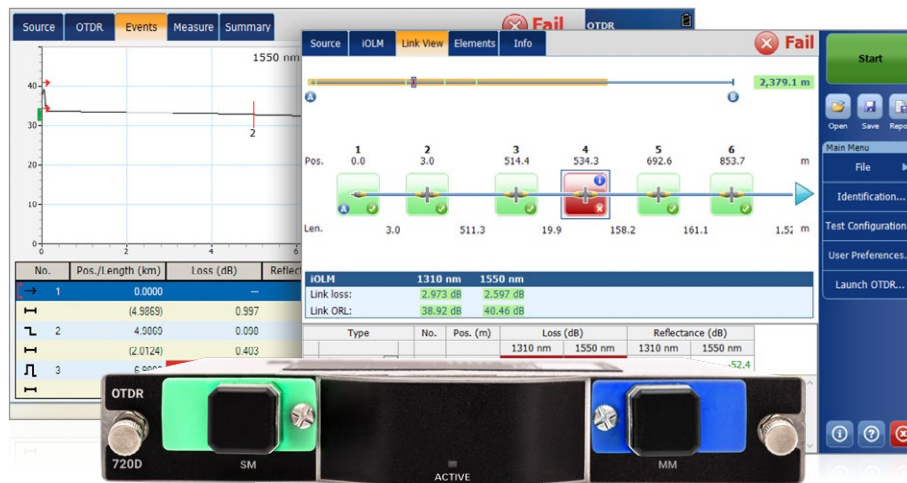 Source OTDR Events Measure Summary
Fail
OTDR
1550 nm
40
30
20
10
0
0 2 4 6
2
No. Pos./Length (km) Loss (dB)
1 0.0000 ---
(4.9869) 0.997
2 4.9869 0.098
(2.0124) 0.403
3
Source iOLM Link View Elements Info
Fail
2,379.1 m
A B
1 2 3 4 5 6
Pos. 0.0 3.0 514.4 534.3 692.6 853.7 m
A
Len. 3.0 511.3 19.9 158.2 161.1 m
iOLM 1310 nm 1550 nm
Link loss: 2.973 dB 2.597 dB
Link ORL: 38.92 dB 40.46 dB
Type No. Pos. (m) Loss (dB) Reflectance (dB)
1310 nm 1550 nm 1310 nm 1550 nm
-52.4
Start
Open Save
Main Menu
File
Identification...
Test Configuration
User Preferences.
Launch OTDR...
OTDR
720D
SM
ACTIVE
MM